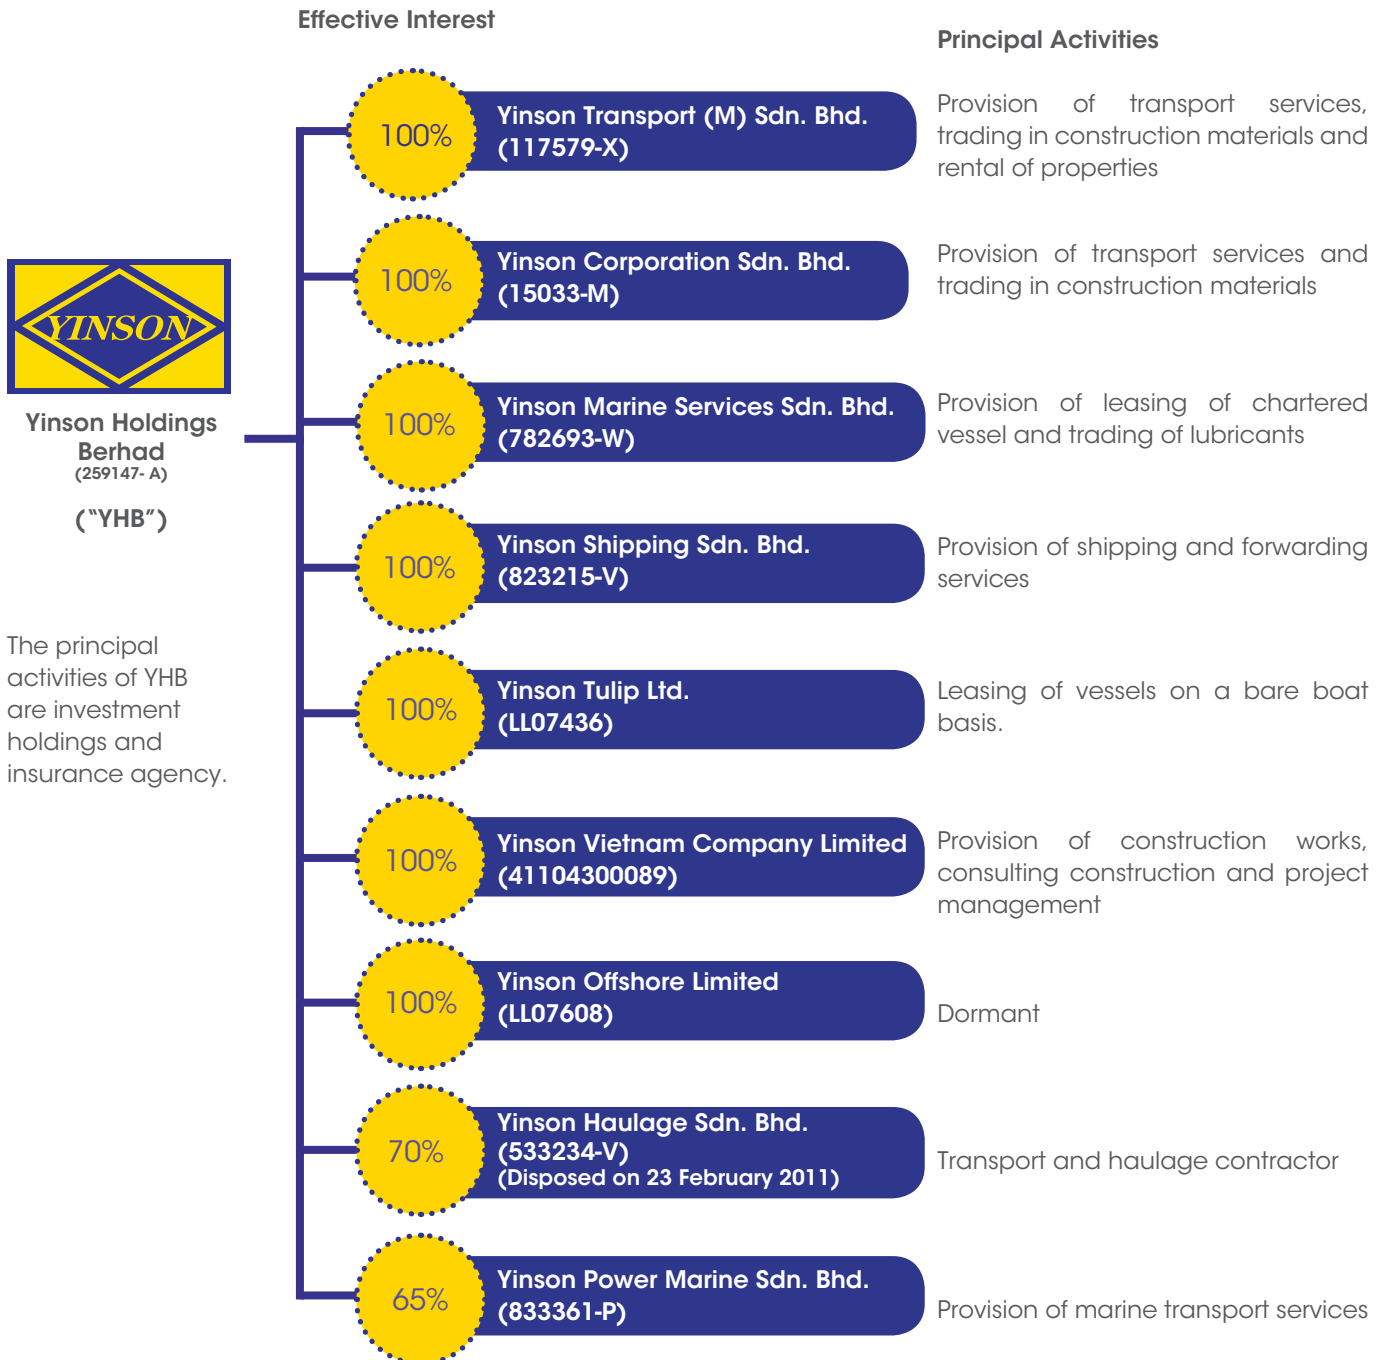 Effective Interest
Principal Activities
YINSON
Yinson Holdings
Berhad
(259147- A)
(“YHB”)
The principal
activities of YHB
are investment
holdings and
insurance agency.
100%
Yinson Transport (M) Sdn. Bhd.
(117579-X)
Provision of transport services,
trading in construction materials and
rental of properties
100%
Yinson Corporation Sdn. Bhd.
(15033-M)
Provision of transport services and
trading in construction materials
100%
Yinson Marine Services Sdn. Bhd.
(782693-W)
Provision of leasing of chartered
vessel and trading of lubricants
100%
Yinson Shipping Sdn. Bhd.
(823215-V)
Provision of shipping and forwarding
services
100%
Yinson Tulip Ltd.
(LL07436)
Leasing of vessels on a bare boat
basis.
100%
Yinson Vietnam Company Limited
(41104300089)
Provision of construction works,
consulting construction and project
management
100%
Yinson Offshore Limited
(LL07608)
Dormant
70%
Yinson Haulage Sdn. Bhd.
(533234-V)
(Disposed on 23 February 2011)
Transport and haulage contractor
65%
Yinson Power Marine Sdn. Bhd.
(833361-P)
Provision of marine transport services